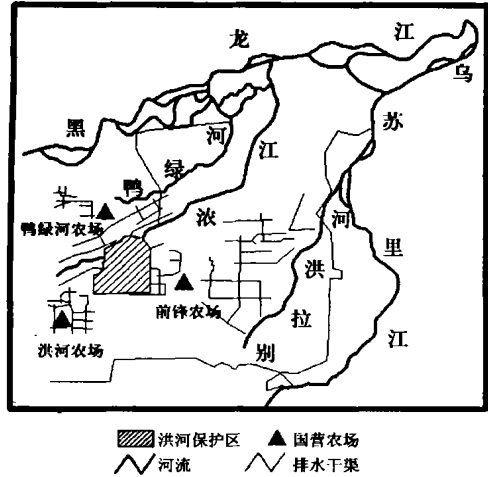 黑龙江
乌苏里江
鸭绿河
浓江
别拉洪河
鸭绿河农场
前锋农场
洪河农场
洪河保护区 国营农场
河流 排水干渠